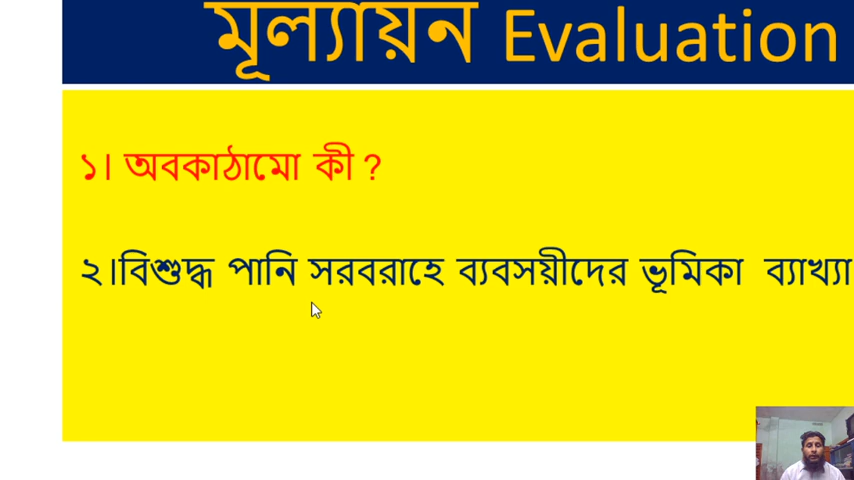 মূল্যায়ন Evaluation
১। অবকাঠামো কী ?
২।বিশুদ্ধ পানি সরবরাহে ব্যবসয়ীদের ভূমিকা ব্যাখ্যা